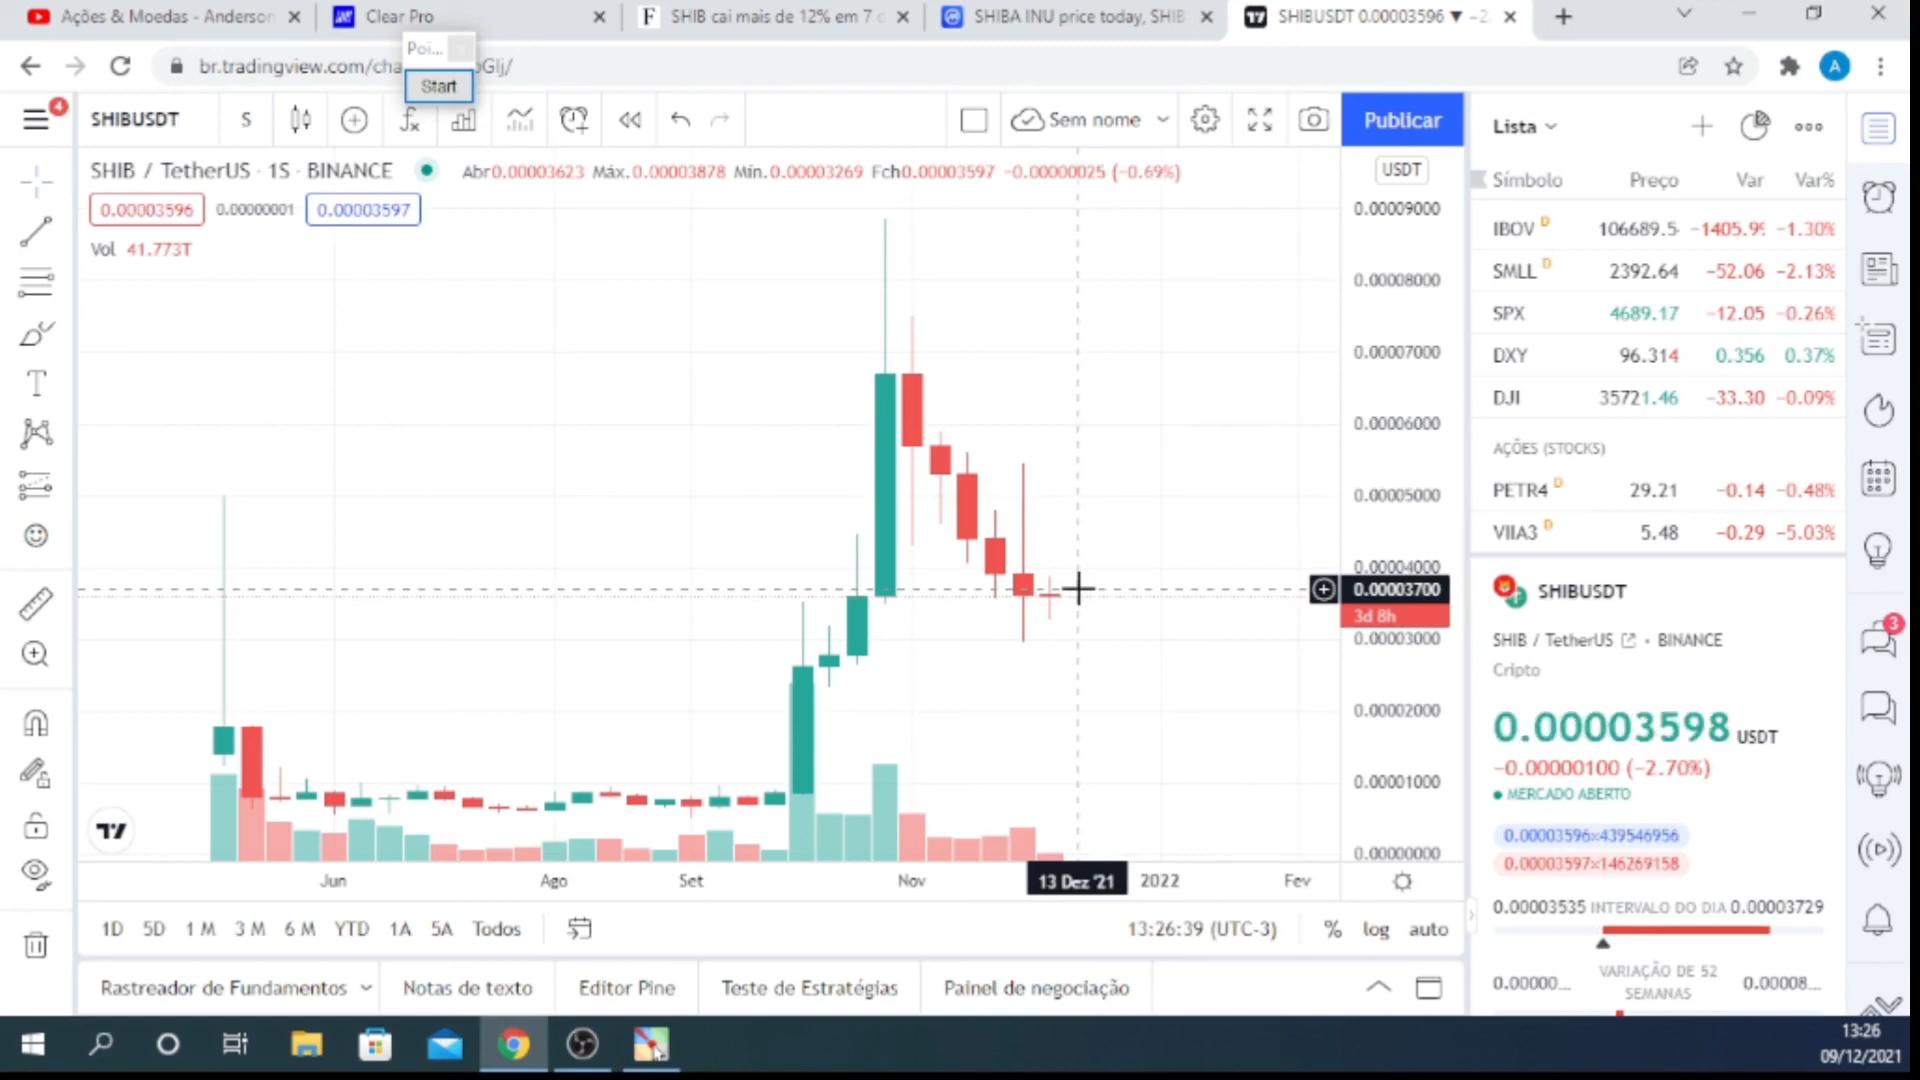 Ações & Moedas - Anderson
Clear Pro
SHIB cai mais de 12% em 7 d
SHIBA INU price today, SHIB
SHIBUSDT 0.00003596 ▼ −2
Poi...
br.tradingview.com/cha
Glj/
A
Start
4
SHIBUSDT
S
Sem nome
Publicar
Lista
SHIB / TetherUS · 1S · BINANCE
Abr0.00003623 Máx.0.00003878 Mín.0.00003269 Fch0.00003597 −0.00000025 (−0.69%)
USDT
0.00003596
0.00000001
0.00003597
Vol 41.773T
Símbolo Preço Var Var%
IBOV D 106689.5 −1405.9 −1.30%
SMLL D 2392.64 −52.06 −2.13%
SPX 4689.17 −12.05 −0.26%
DXY 96.314 0.356 0.37%
DJI 35721.46 −33.30 −0.09%
AÇÕES (STOCKS)
PETR4 D 29.21 −0.14 −0.48%
VIIA3 D 5.48 −0.29 −5.03%
0.00009000
0.00008000
0.00007000
0.00006000
0.00005000
0.00004000
0.00003700
3d 8h
0.00003000
0.00002000
0.00001000
0.00000000
SHIBUSDT
SHIB / TetherUS • BINANCE
Cripto
3
0.00003598 USDT
−0.00000100 (−2.70%)
MERCADO ABERTO
0.00003596×439546956
0.00003597×146269158
0.00003535 INTERVALO DO DIA 0.00003729
VARIAÇÃO DE 52
SEMANAS
0.00000...
0.00008...
Jun Ago Set Nov 13 Dez '21 2022 Fev
1D 5D 1 M 3 M 6 M YTD 1A 5A Todos
13:26:39 (UTC-3)
% log auto
Rastreador de Fundamentos
Notas de texto
Editor Pine
Teste de Estratégias
Painel de negociação
13:26
09/12/2021